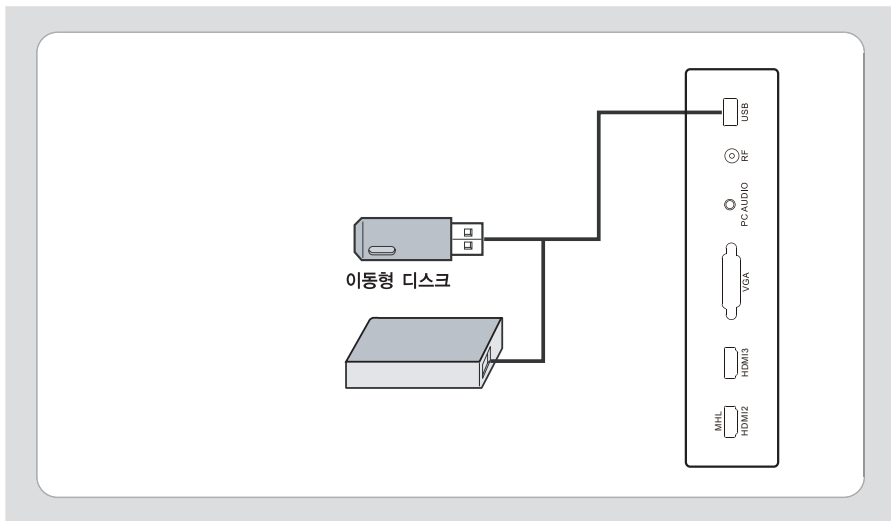 USB
RF
PC AUDIO
이동형 디스크
VGA
HDMI3
MHL
HDMI2